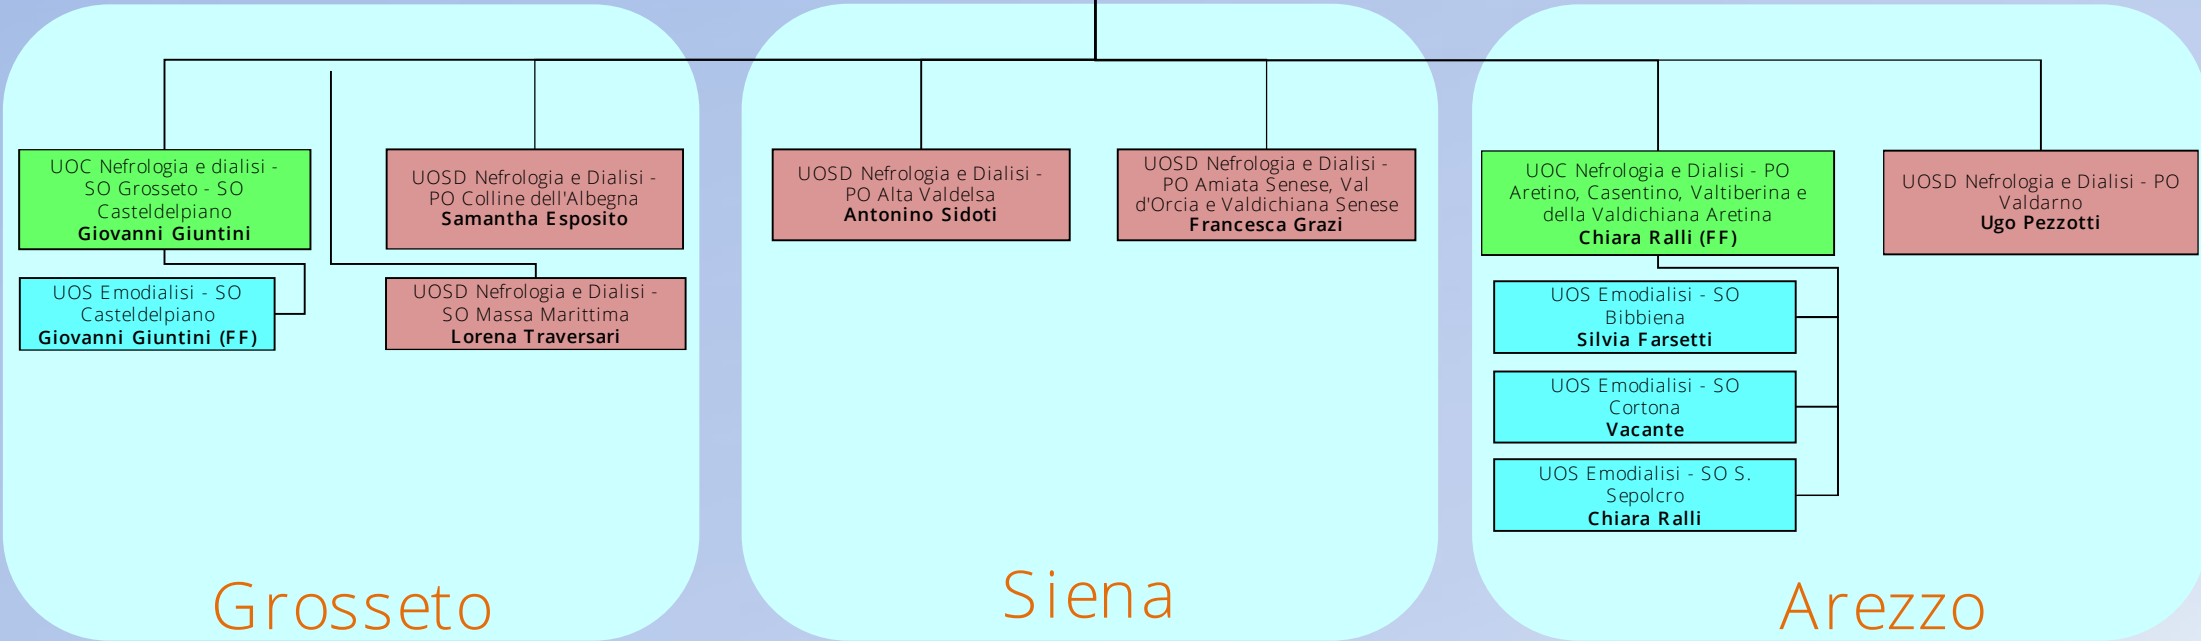 UOC Nefrologia e dialisi -
SO Grosseto - SO
Casteldelpiano
Giovanni Giuntini
UOS Emodialisi - SO
Casteldelpiano
Giovanni Giuntini (FF)
UOSD Nefrologia e Dialisi -
PO Colline dell'Albegna
Samantha Esposito
UOSD Nefrologia e Dialisi -
SO Massa Marittima
Lorena Traversari
Grosseto
UOSD Nefrologia e Dialisi -
PO Alta Valdelsa
Antonino Sidoti
UOSD Nefrologia e Dialisi -
PO Amiata Senese, Val
d'Orcia e Valdichiana Senese
Francesca Grazi
Siena
UOC Nefrologia e Dialisi - PO
Aretino, Casentino, Valtiberina e
della Valdichiana Aretina
Chiara Ralli (FF)
UOS Emodialisi - SO
Bibbiena
Silvia Farsetti
UOS Emodialisi - SO
Cortona
Vacante
UOS Emodialisi - SO S.
Sepolcro
Chiara Ralli
UOSD Nefrologia e Dialisi - PO
Valdarno
Ugo Pezzotti
Arezzo